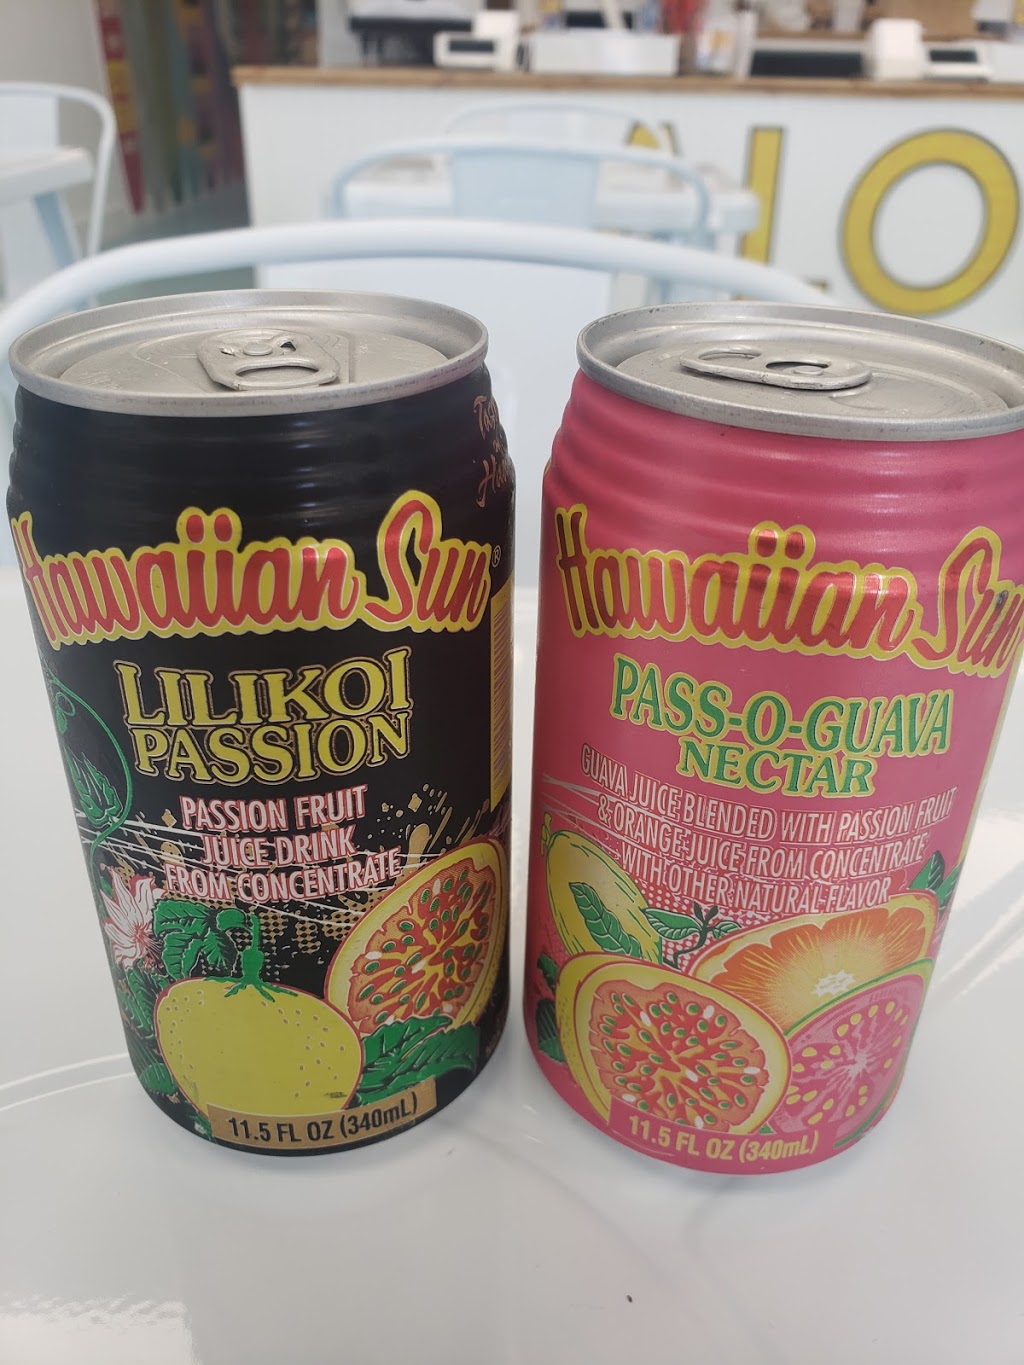 LO
Hawaiian Sun®
LILIKOI
PASSION
PASSION FRUIT
JUICE DRINK
FROM CONCENTRATE
11.5 FL OZ (340mL)
Hawaiian Sun
PASS-O-GUAVA
NECTAR
GUAVA JUICE BLENDED WITH PASSION FRUIT
& ORANGE JUICE FROM CONCENTRATE
WITH OTHER NATURAL FLAVOR
11.5 FL OZ (340mL)